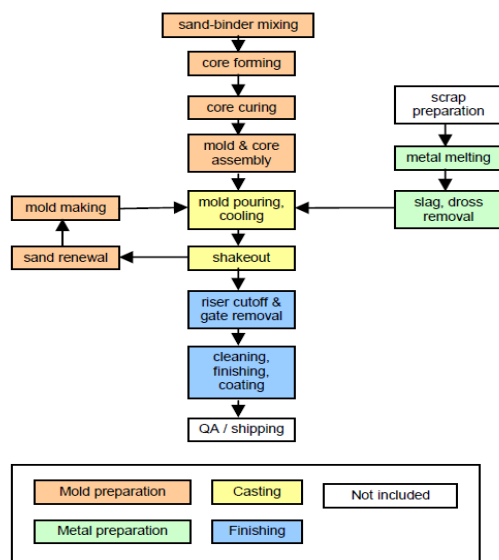 sand-binder mixing
core forming
core curing
scrap
preparation
mold & core
assembly
metal melting
mold making
mold pouring,
cooling
slag, dross
removal
sand renewal
shakeout
riser cutoff &
gate removal
cleaning,
finishing,
coating
QA / shipping
Mold preparation
Casting
Not included
Metal preparation
Finishing